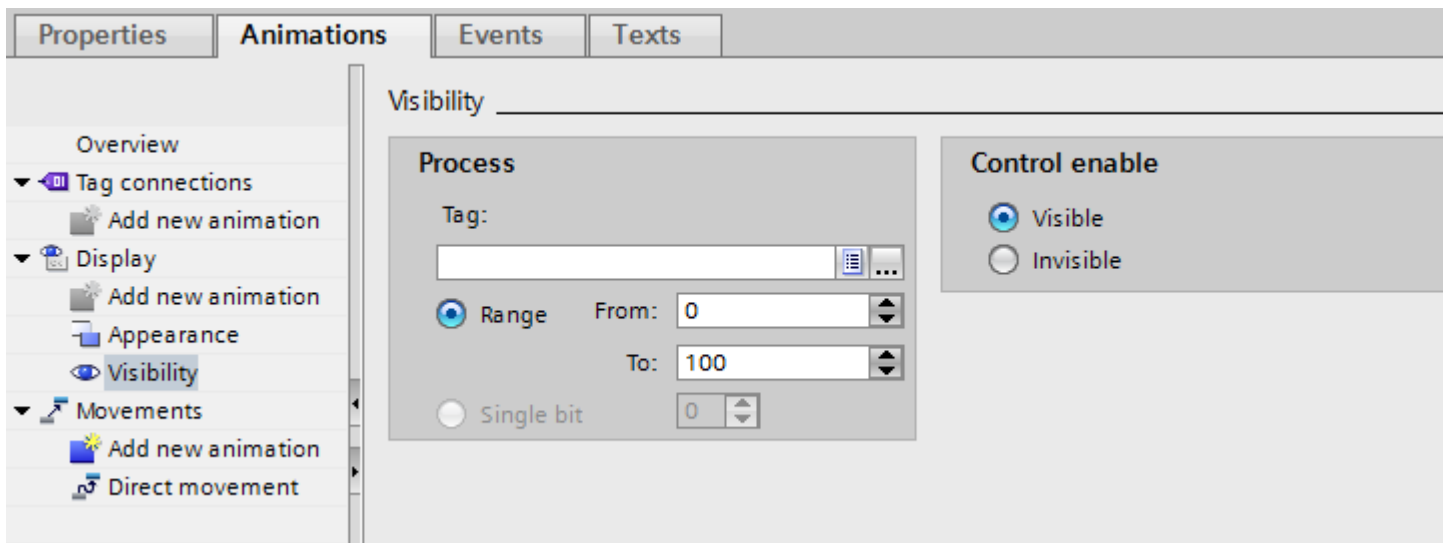 Properties
Animations
Events
Texts
Overview
Tag connections
Add new animation
Display
Add new animation
Appearance
Visibility
Movements
Add new animation
Direct movement
Visibility
Process
Tag:
...
Range From: 0
To: 100
Single bit 0
Control enable
Visible
Invisible